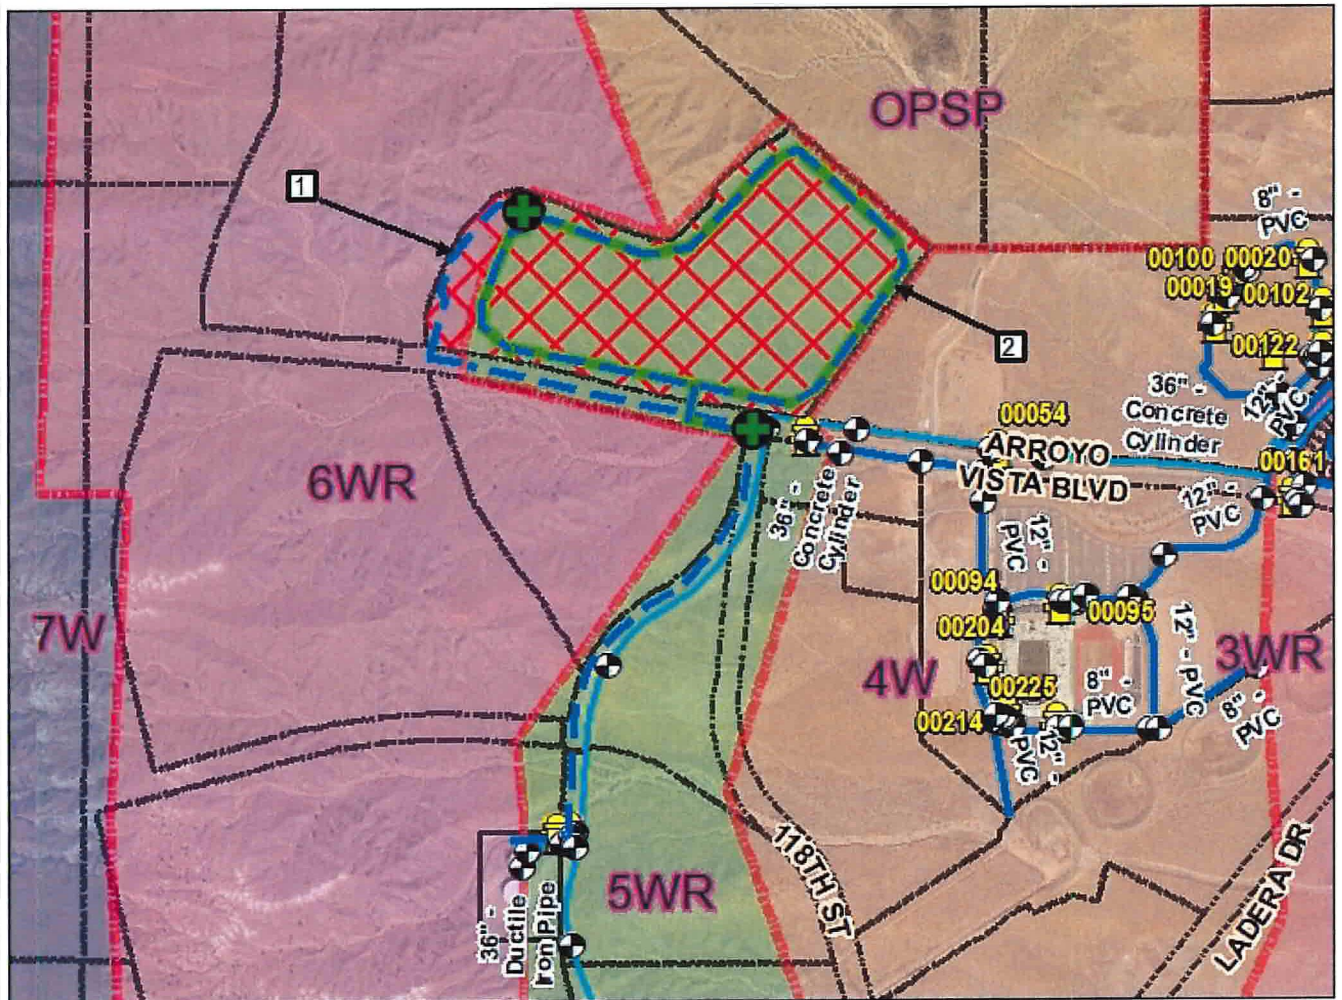 OPSP
1
8" -
PVC
00100 00020
00019 00102
2
00122
36" -
Concrete
Cylinder
12" -
PVC
00054
ARROYO
VISTA BLVD
00161
6WR
36" -
Concrete
Cylinder
12" -
PVC
12" -
PVC
00094
00095
00204
7W
4W
12" - PVC
3WR
00225
8" -
PVC
8" -
PVC
00214
12" -
PVC
118TH ST
LADERA DR
5WR
36" -
Ductile
Iron Pipe